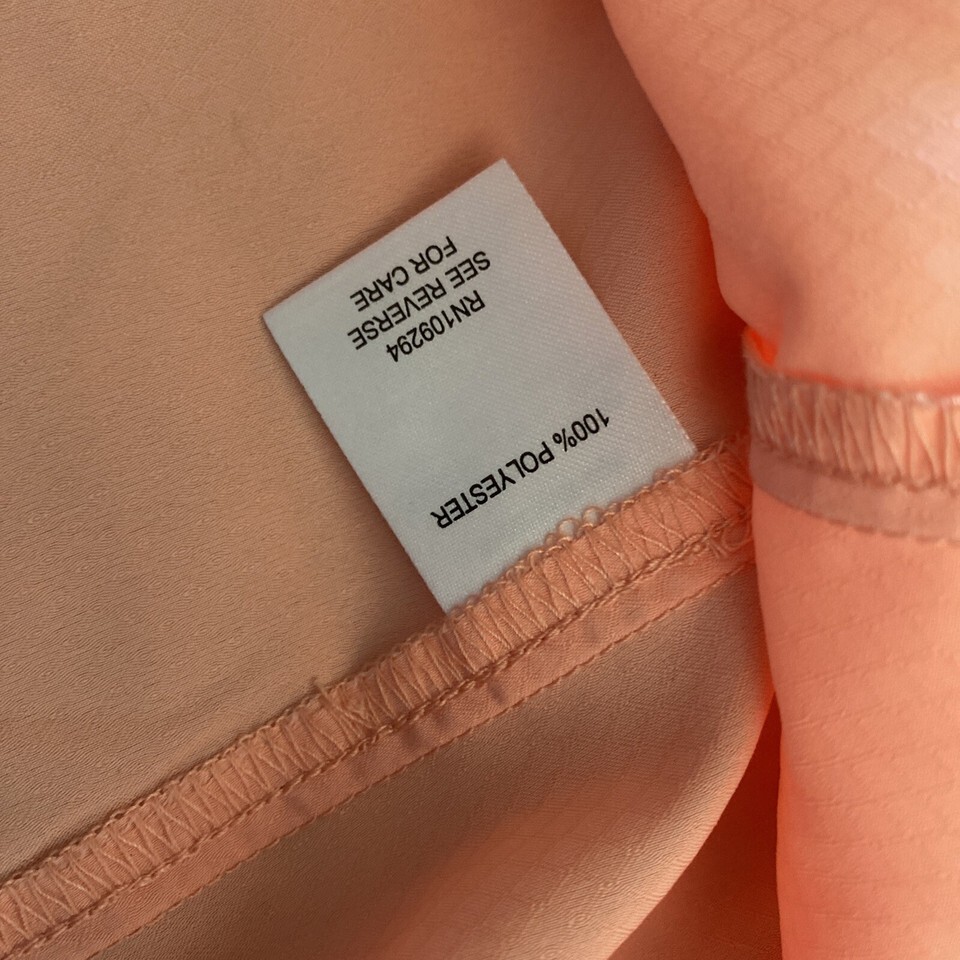 100% POLYESTER
RN109294
SEE REVERSE
FOR CARE